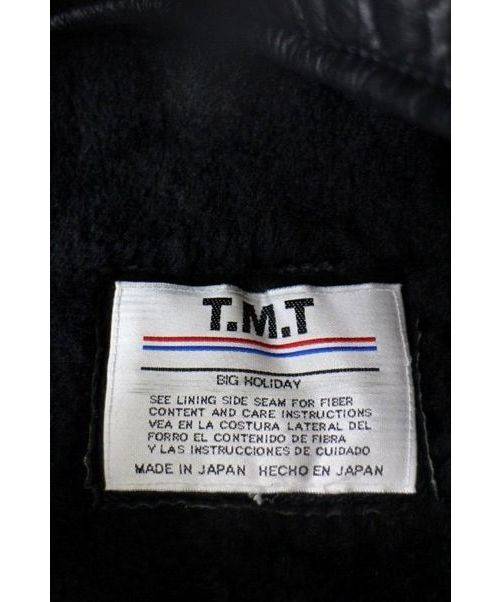 T.M.T
BIG HOLIDAY
SEE LINING SIDE SEAM FOR FIBER
CONTENT AND CARE INSTRUCTIONS
VEA EN LA COSTURA LATERAL DEL
FORRO EL CONTENIDO DE FIBRA
Y LAS INSTRUCCIONES DE CUIDADO
MADE IN JAPAN HECHO EN JAPAN